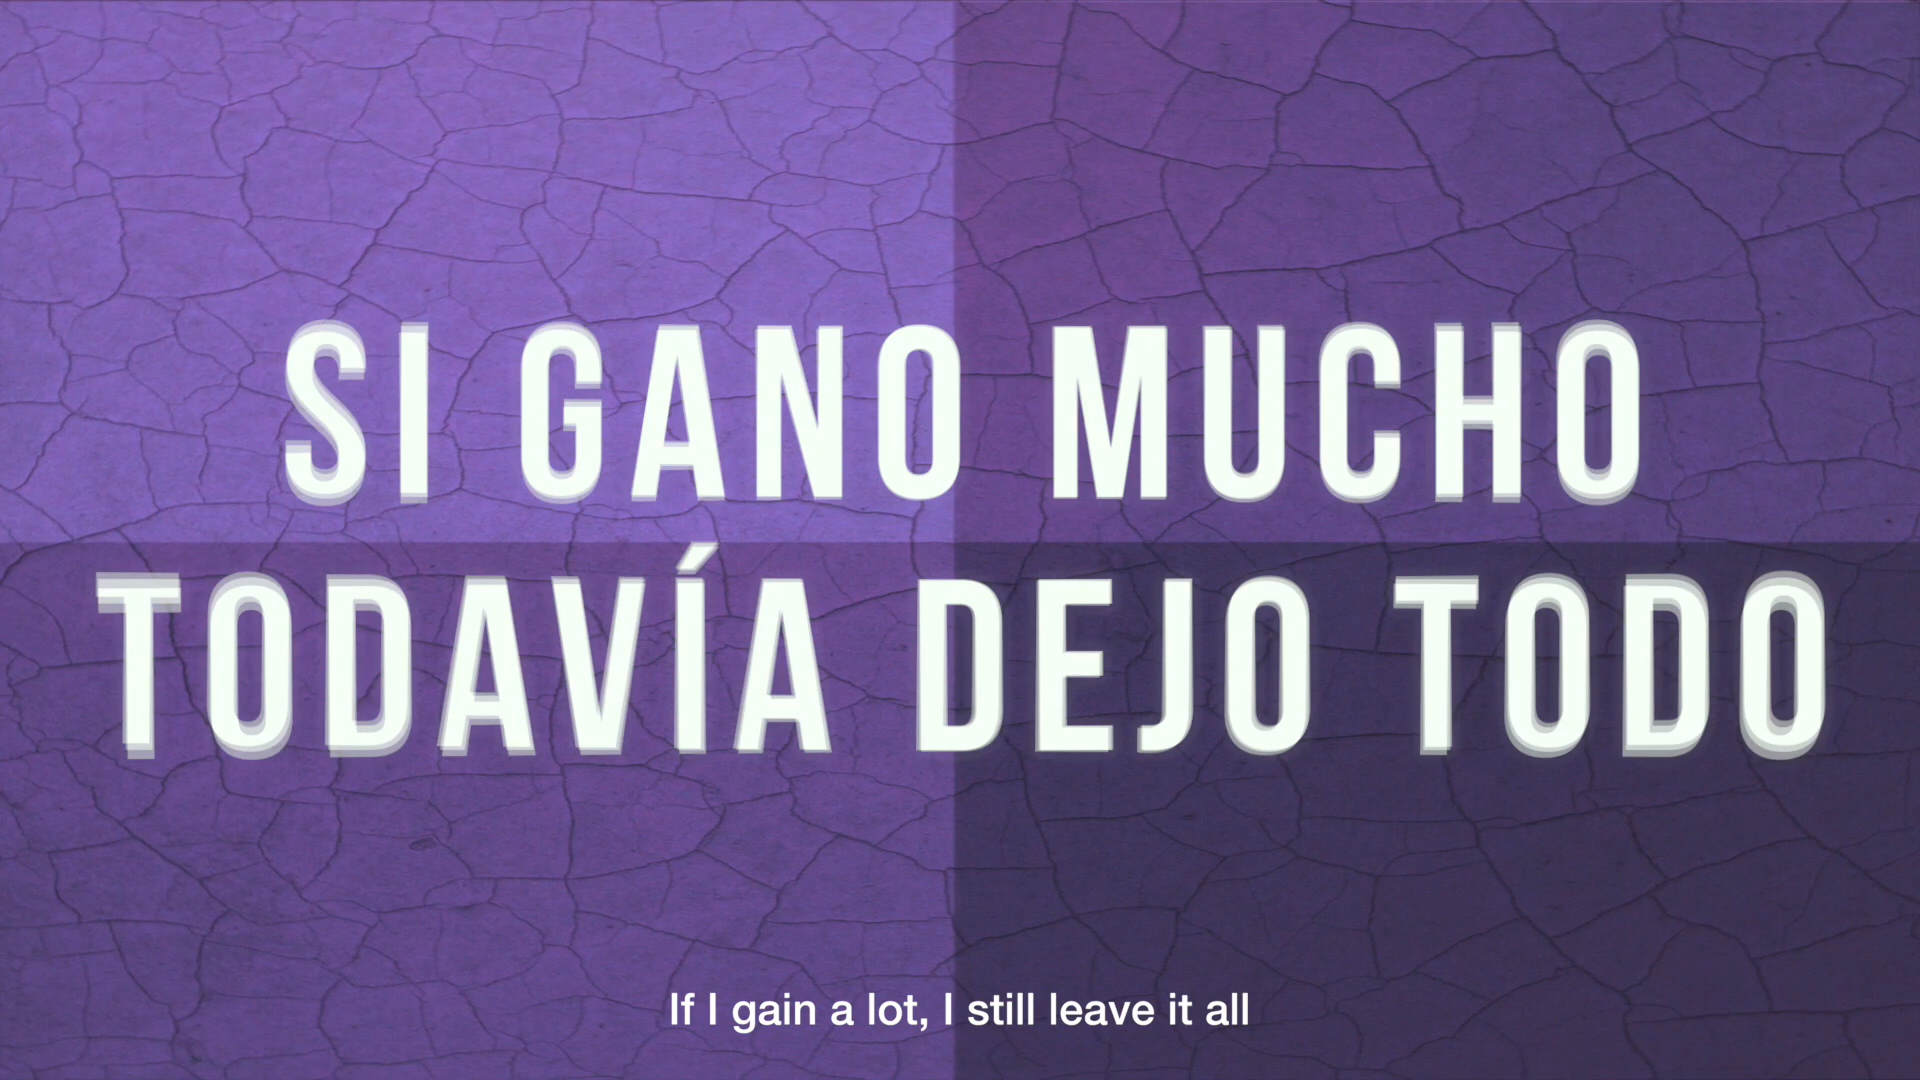 SI GANO MUCHO
TODAVÍA DEJO TODO
If I gain a lot, I still leave it all